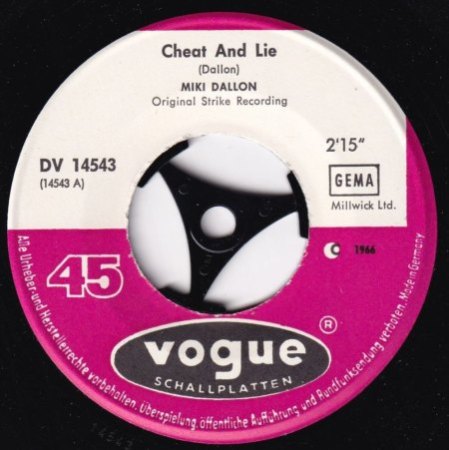 Cheat And Lie
(Dallon)
MIKI DALLON
Original Strike Recording
DV 14543
(14543 A)
2'15"
GEMA
Millwick Ltd.
1966
45
®
vogue
SCHALLPLATTEN
Alle Urheber-und Herstellerrechte vorbehalten. Überspielung, öffentliche Aufführung und Rundfunksendung verboten. Made in Germany
14543